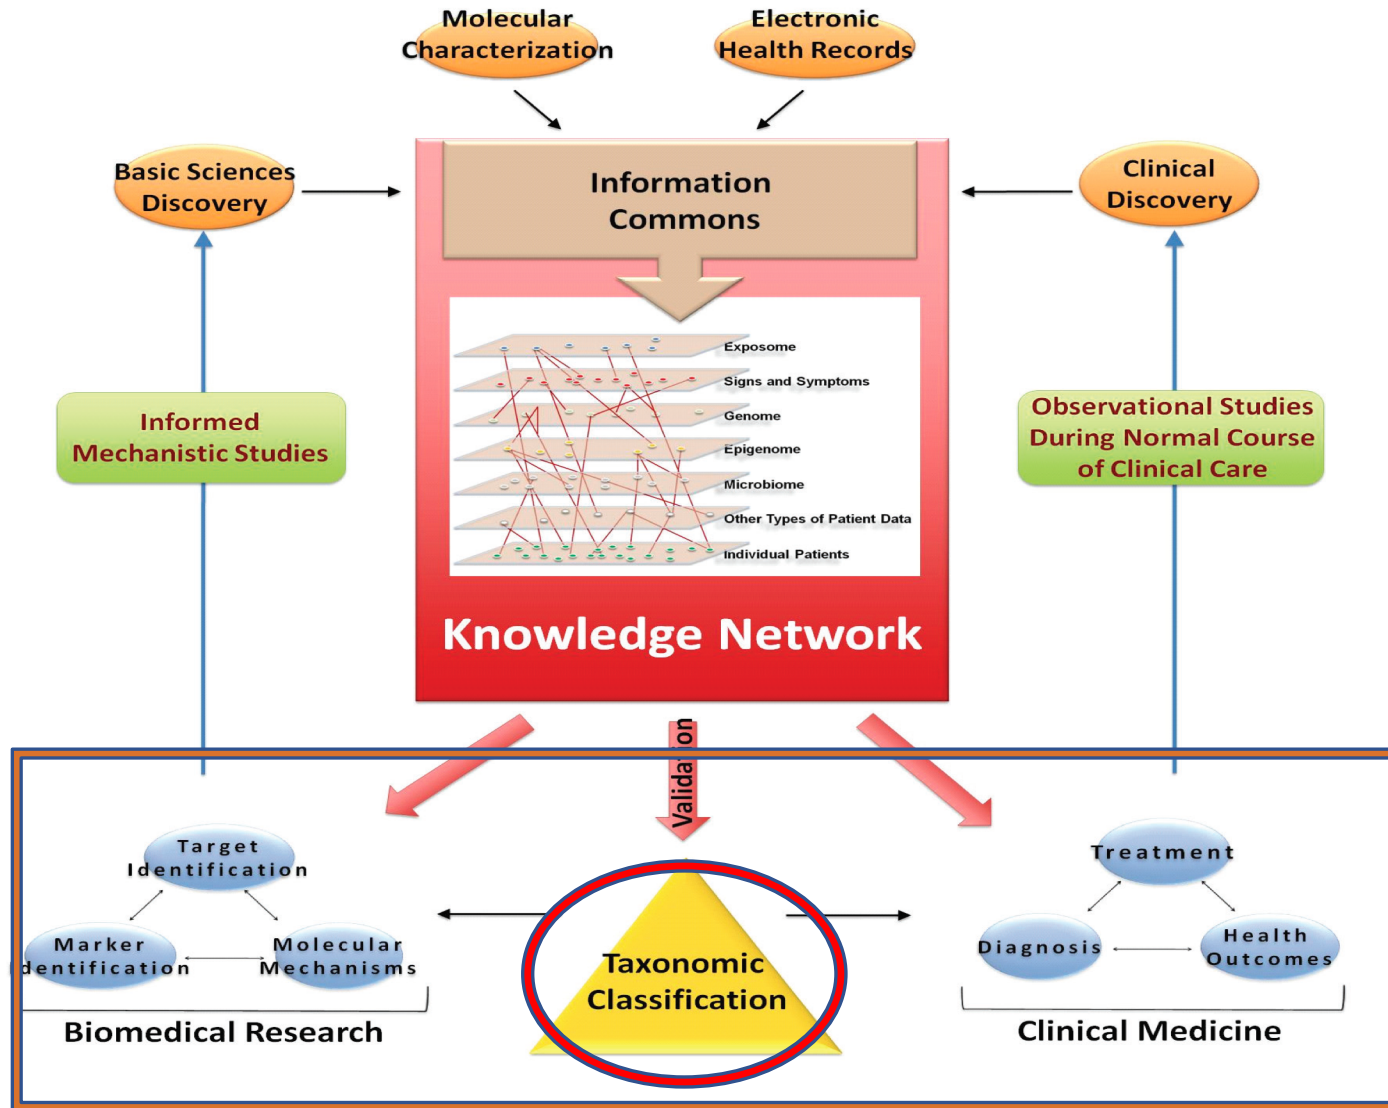 Molecular
Characterization
Electronic
Health Records
Basic Sciences
Discovery
Information
Commons
Clinical
Discovery
Exposome
Signs and Symptoms
Genome
Epigenome
Microbiome
Other Types of Patient Data
Individual Patients
Informed
Mechanistic Studies
Observational Studies
During Normal Course
of Clinical Care
Knowledge Network
Validation
Target
Identification
Marker
Identification
Molecular
Mechanisms
Biomedical Research
Taxonomic
Classification
Treatment
Diagnosis
Health
Outcomes
Clinical Medicine